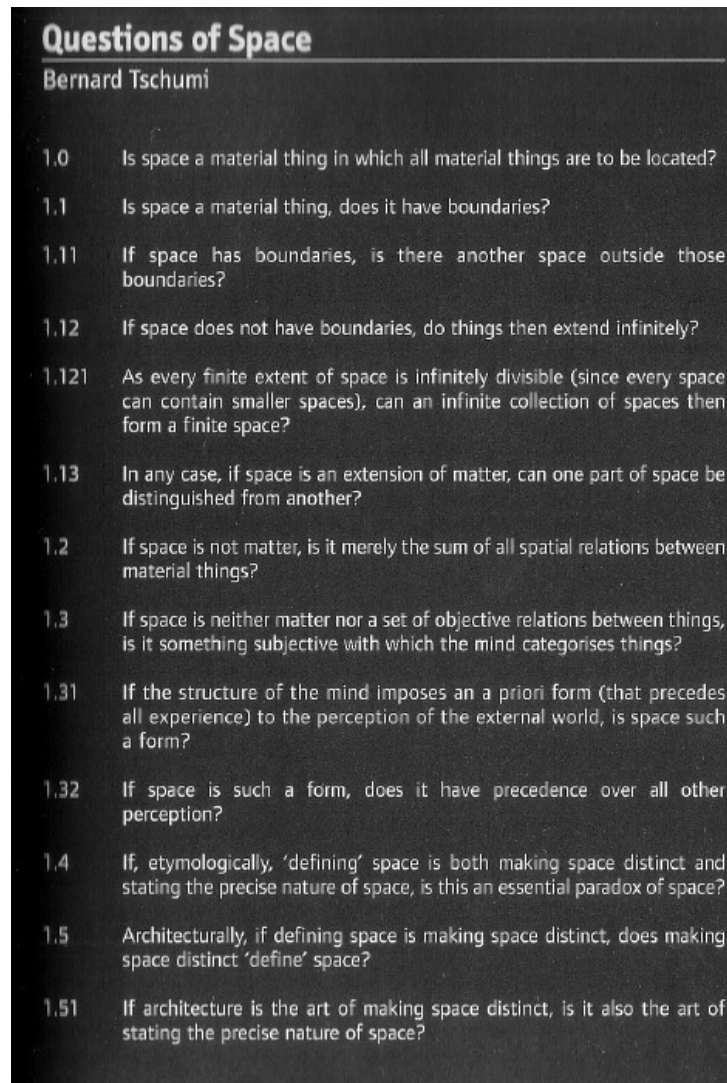 Questions of Space
Bernard Tschumi
1.0 Is space a material thing in which all material things are to be located?
1.1 Is space a material thing, does it have boundaries?
1.11 If space has boundaries, is there another space outside those
boundaries?
1.12 If space does not have boundaries, do things then extend infinitely?
1.121 As every finite extent of space is infinitely divisible (since every space
can contain smaller spaces), can an infinite collection of spaces then
form a finite space?
1.13 In any case, if space is an extension of matter, can one part of space be
distinguished from another?
1.2 If space is not matter, is it merely the sum of all spatial relations between
material things?
1.3 If space is neither matter nor a set of objective relations between things,
is it something subjective with which the mind categorises things?
1.31 If the structure of the mind imposes an a priori form (that precedes
all experience) to the perception of the external world, is space such
a form?
1.32 If space is such a form, does it have precedence over all other
perception?
1.4 If, etymologically, ‘defining’ space is both making space distinct and
stating the precise nature of space, is this an essential paradox of space?
1.5 Architecturally, if defining space is making space distinct, does making
space distinct ‘define’ space?
1.51 If architecture is the art of making space distinct, is it also the art of
stating the precise nature of space?